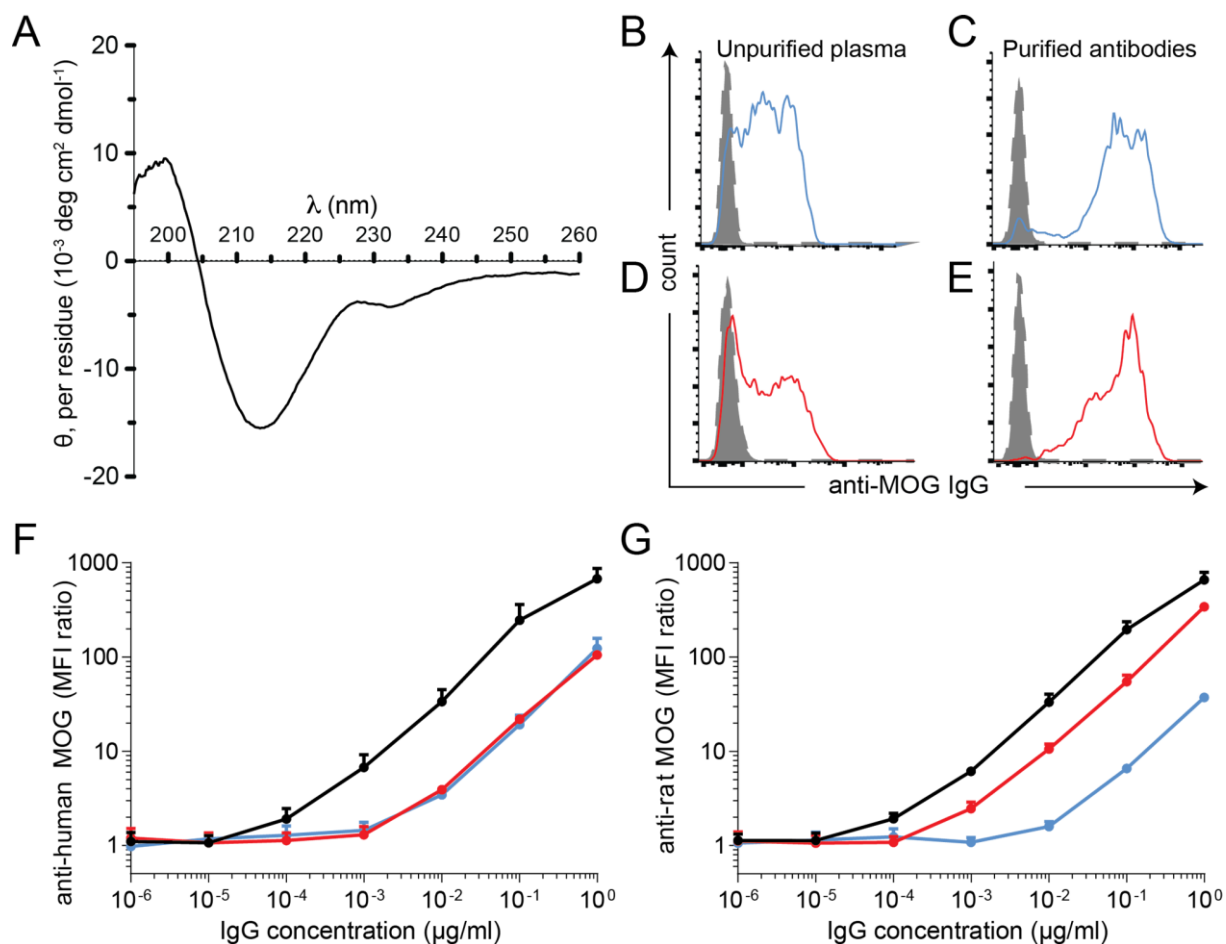 A
20
10
0
-10
-20
θ, per residue (10⁻³ deg cm² dmol⁻¹)
λ (nm)
200 210 220 230 240 250 260
B
Unpurified plasma
C
Purified antibodies
D
E
count
anti-MOG IgG
F
1000
100
10
1
anti-human MOG (MFI ratio)
10⁻⁶ 10⁻⁵ 10⁻⁴ 10⁻³ 10⁻² 10⁻¹ 10⁰
IgG concentration (µg/ml)
G
1000
100
10
1
anti-rat MOG (MFI ratio)
10⁻⁶ 10⁻⁵ 10⁻⁴ 10⁻³ 10⁻² 10⁻¹ 10⁰
IgG concentration (µg/ml)